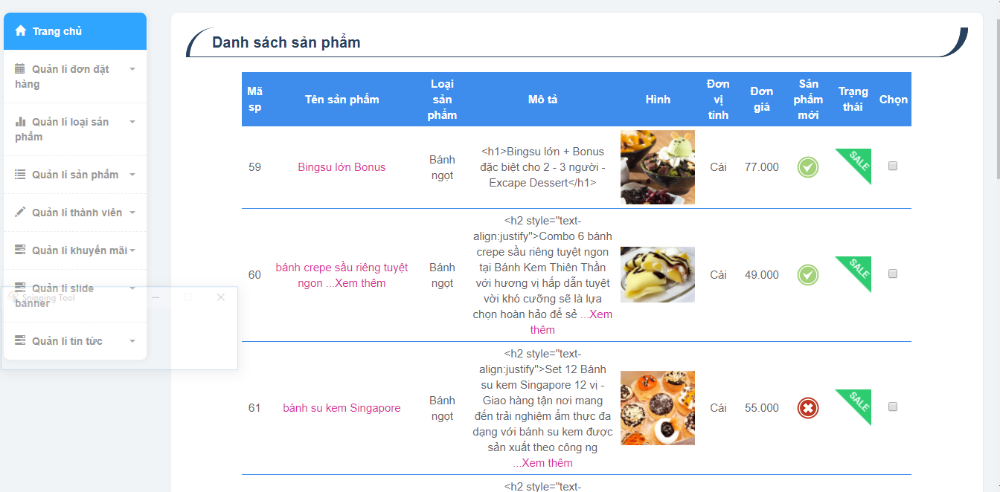 Trang chủ
Quản lí đơn đặt
hàng
Quản lí loại sản
phẩm
Quản lí sản phẩm
Quản lí thành viên
Quản lí khuyến mãi
Quản lí slide
banner
Snipping Tool
Quản lí tin tức
Danh sách sản phẩm
Mã
sp
Tên sản phẩm
Loại
sản
phẩm
Mô tả
Hình
Đơn
vị
tính
Đơn
giá
Sản
phẩm
mới
Trạng
thái
Chọn
59
Bingsu lớn Bonus
Bánh
ngọt
<h1>Bingsu lớn + Bonus
đặc biệt cho 2 - 3 người -
Excape Dessert</h1>
Cái
77.000
SALE
60
bánh crepe sầu riêng tuyệt
ngon ...Xem thêm
Bánh
ngọt
<h2 style="text-
align:justify">Combo 6 bánh
crepe sầu riêng tuyệt ngon
tại Bánh Kem Thiên Thần
với hương vị hấp dẫn tuyệt
vời khó cưỡng sẽ là lựa
chọn hoàn hảo để sẻ ...Xem
thêm
Cái
49.000
SALE
61
bánh su kem Singapore
Bánh
ngọt
<h2 style="text-
align:justify">Set 12 Bánh
su kem Singapore 12 vị -
Giao hàng tận nơi mang
đến trải nghiệm ẩm thực đa
dạng với bánh su kem được
sản xuất theo công ng
...Xem thêm
Cái
55.000
SALE
<h2 style="text-